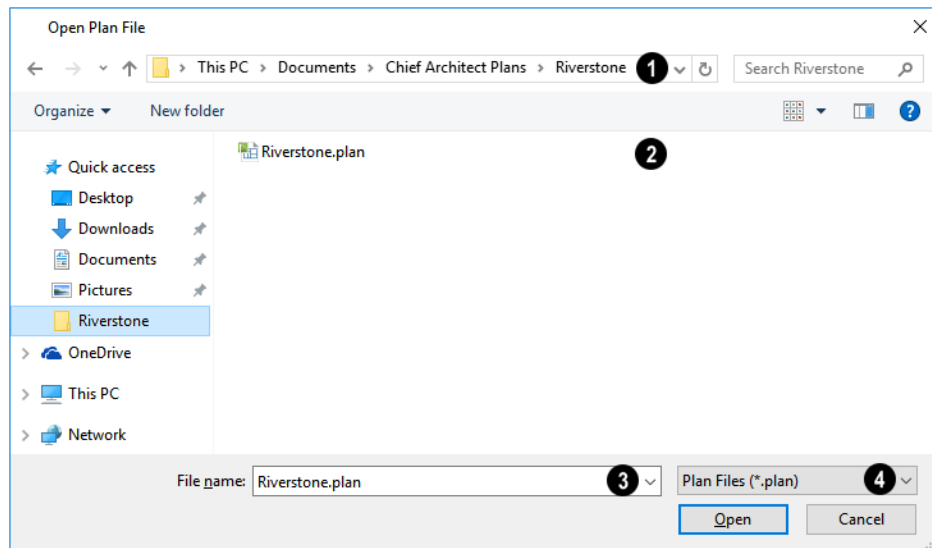 Open Plan File
This PC > Documents > Chief Architect Plans > Riverstone 1 Search Riverstone
Organize New folder ?
Quick access
Riverstone.plan 2
Desktop
Downloads
Documents
Pictures
Riverstone
OneDrive
This PC
Network
File name: Riverstone.plan 3 Plan Files (*.plan) 4
Open Cancel